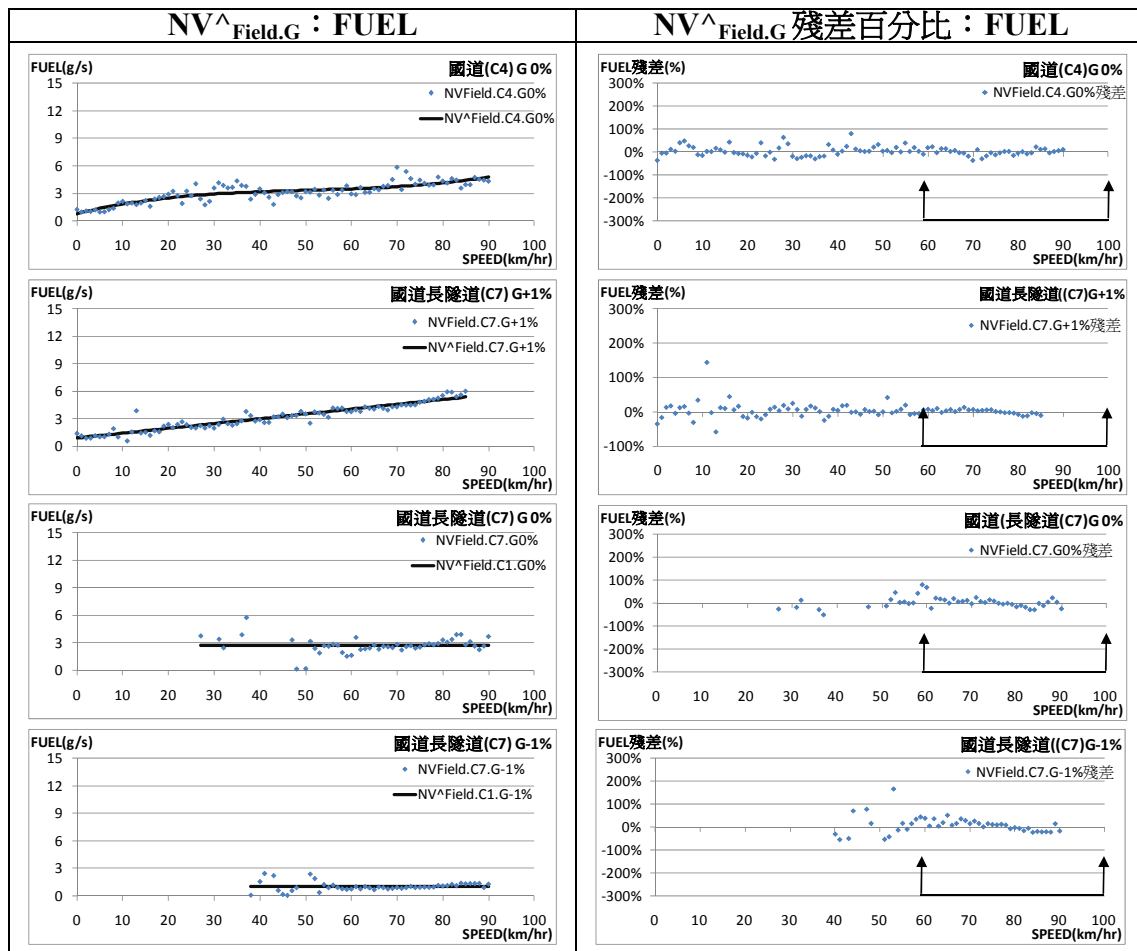 NV^Field.G：FUEL
NV^Field.G 殘差百分比：FUEL
FUEL(g/s)
國道(C4) G 0%
15
NVField.C4.G0%
12
NV^Field.C4.G0%
9
6
3
0
0 10 20 30 40 50 60 70 80 90 100
SPEED(km/hr)
FUEL殘差(%)
國道(C4)G 0%
300%
NVField.C4.G0%殘差
200%
100%
0%
-100%
-200%
-300%
0 10 20 30 40 50 60 70 80 90 100
SPEED(km/hr)
FUEL(g/s)
國道長隧道(C7) G+1%
15
NVField.C7.G+1%
12
NV^Field.C7.G+1%
9
6
3
0
0 10 20 30 40 50 60 70 80 90 100
SPEED(km/hr)
FUEL殘差(%)
國道長隧道((C7)G+1%
300%
NVField.C7.G+1%殘差
200%
100%
0%
-100%
0 10 20 30 40 50 60 70 80 90 100
SPEED(km/hr)
FUEL(g/s)
國道長隧道(C7) G 0%
15
NVField.C7.G0%
12
NV^Field.C1.G0%
9
6
3
0
0 10 20 30 40 50 60 70 80 90 100
SPEED(km/hr)
FUEL殘差(%)
國道(長隧道(C7)G 0%
300%
NVField.C7.G0%殘差
200%
100%
0%
-100%
-200%
-300%
0 10 20 30 40 50 60 70 80 90 100
SPEED(km/hr)
FUEL(g/s)
國道長隧道(C7) G-1%
15
NVField.C7.G-1%
12
NV^Field.C1.G-1%
9
6
3
0
0 10 20 30 40 50 60 70 80 90 100
SPEED(km/hr)
FUEL殘差(%)
國道長隧道((C7)G-1%
300%
NVField.C7.G-1%殘差
200%
100%
0%
-100%
-200%
-300%
0 10 20 30 40 50 60 70 80 90 100
SPEED(km/hr)